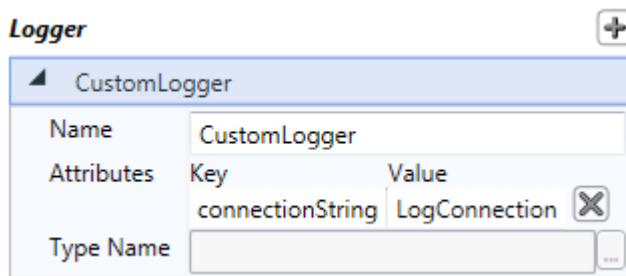 Logger
CustomLogger
Name CustomLogger
Attributes Key Value
connectionString LogConnection
Type Name ...